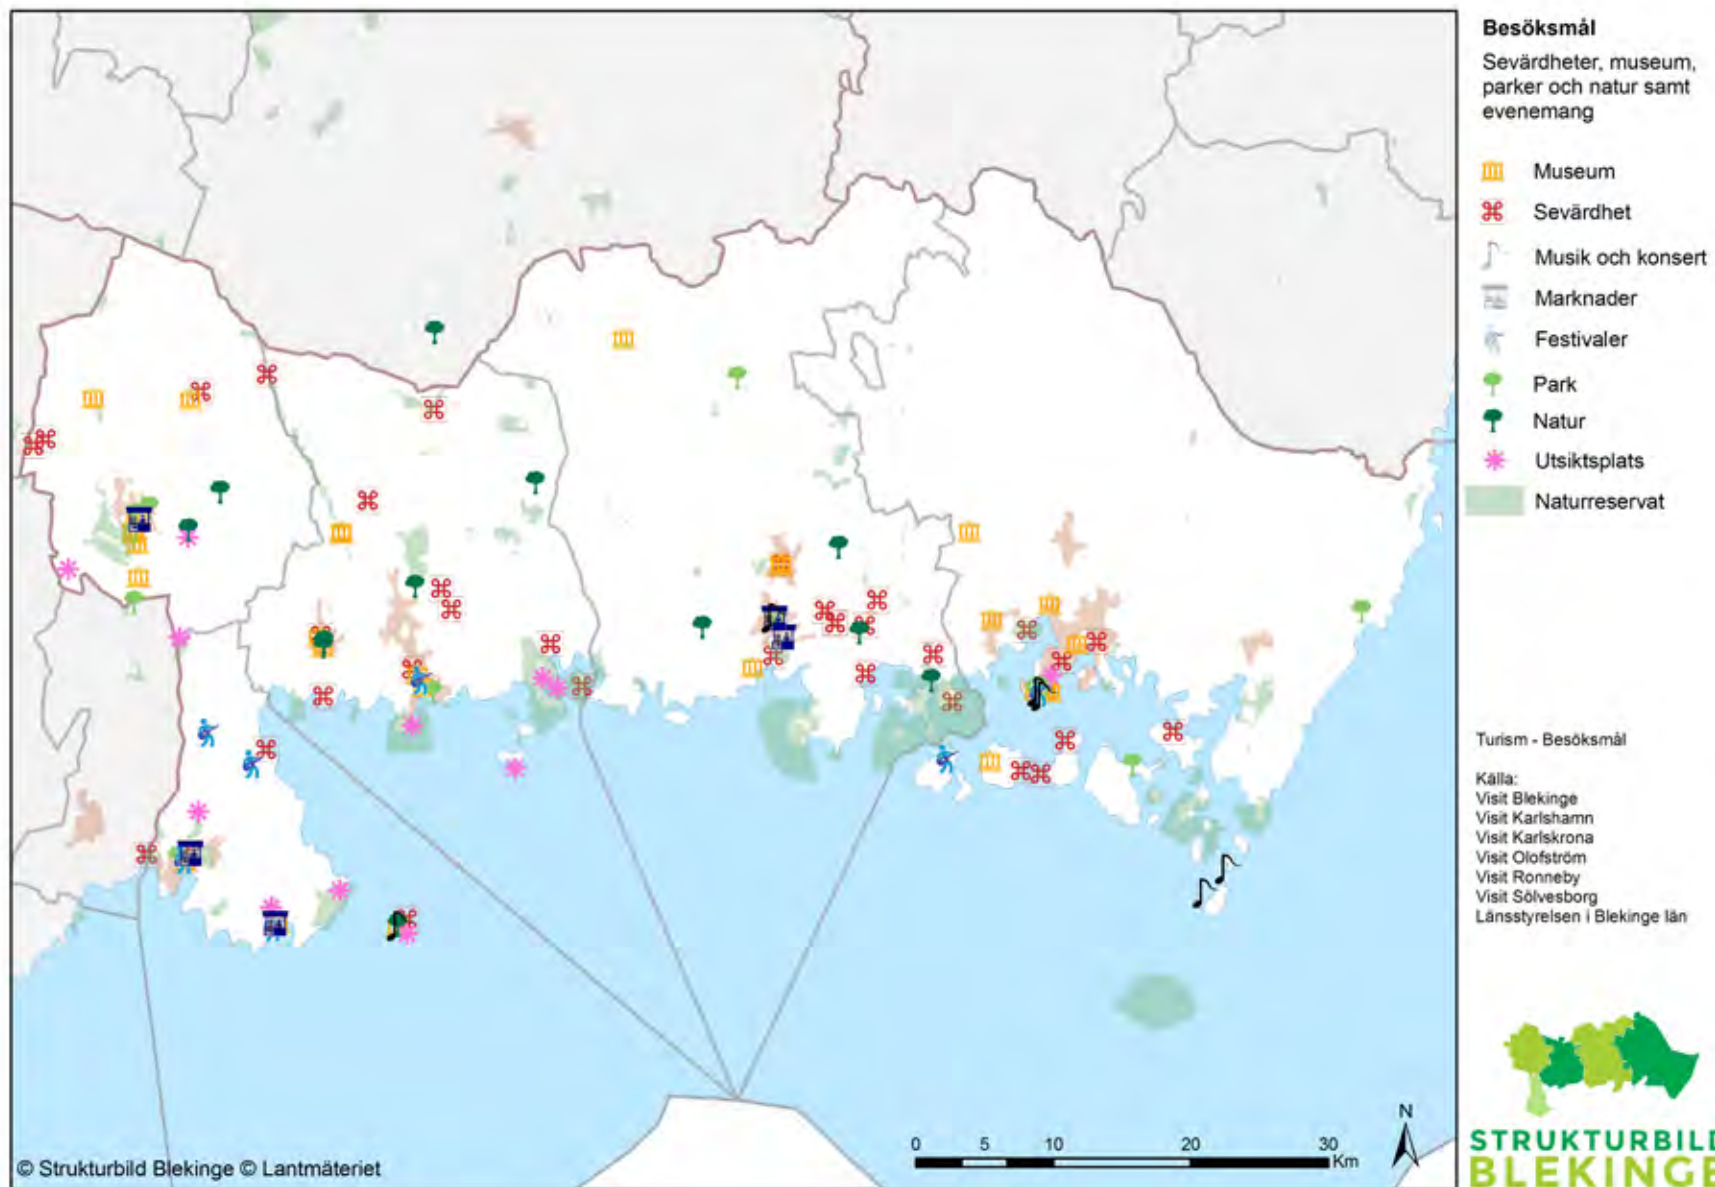 Besöksmål
Sevärdheter, museum,
parker och natur samt
evenemang
Museum
Sevärdhet
Musik och konsert
Marknader
Festivaler
Park
Natur
Utsiktsplats
Naturreservat
Turism - Besöksmål
Källa:
Visit Blekinge
Visit Karlshamn
Visit Karlskrona
Visit Olofström
Visit Ronneby
Visit Sölvesborg
Länsstyrelsen i Blekinge län
N
0 5 10 20 30
Km
© Strukturbild Blekinge © Lantmäteriet
STRUKTURBILD
BLEKINGE